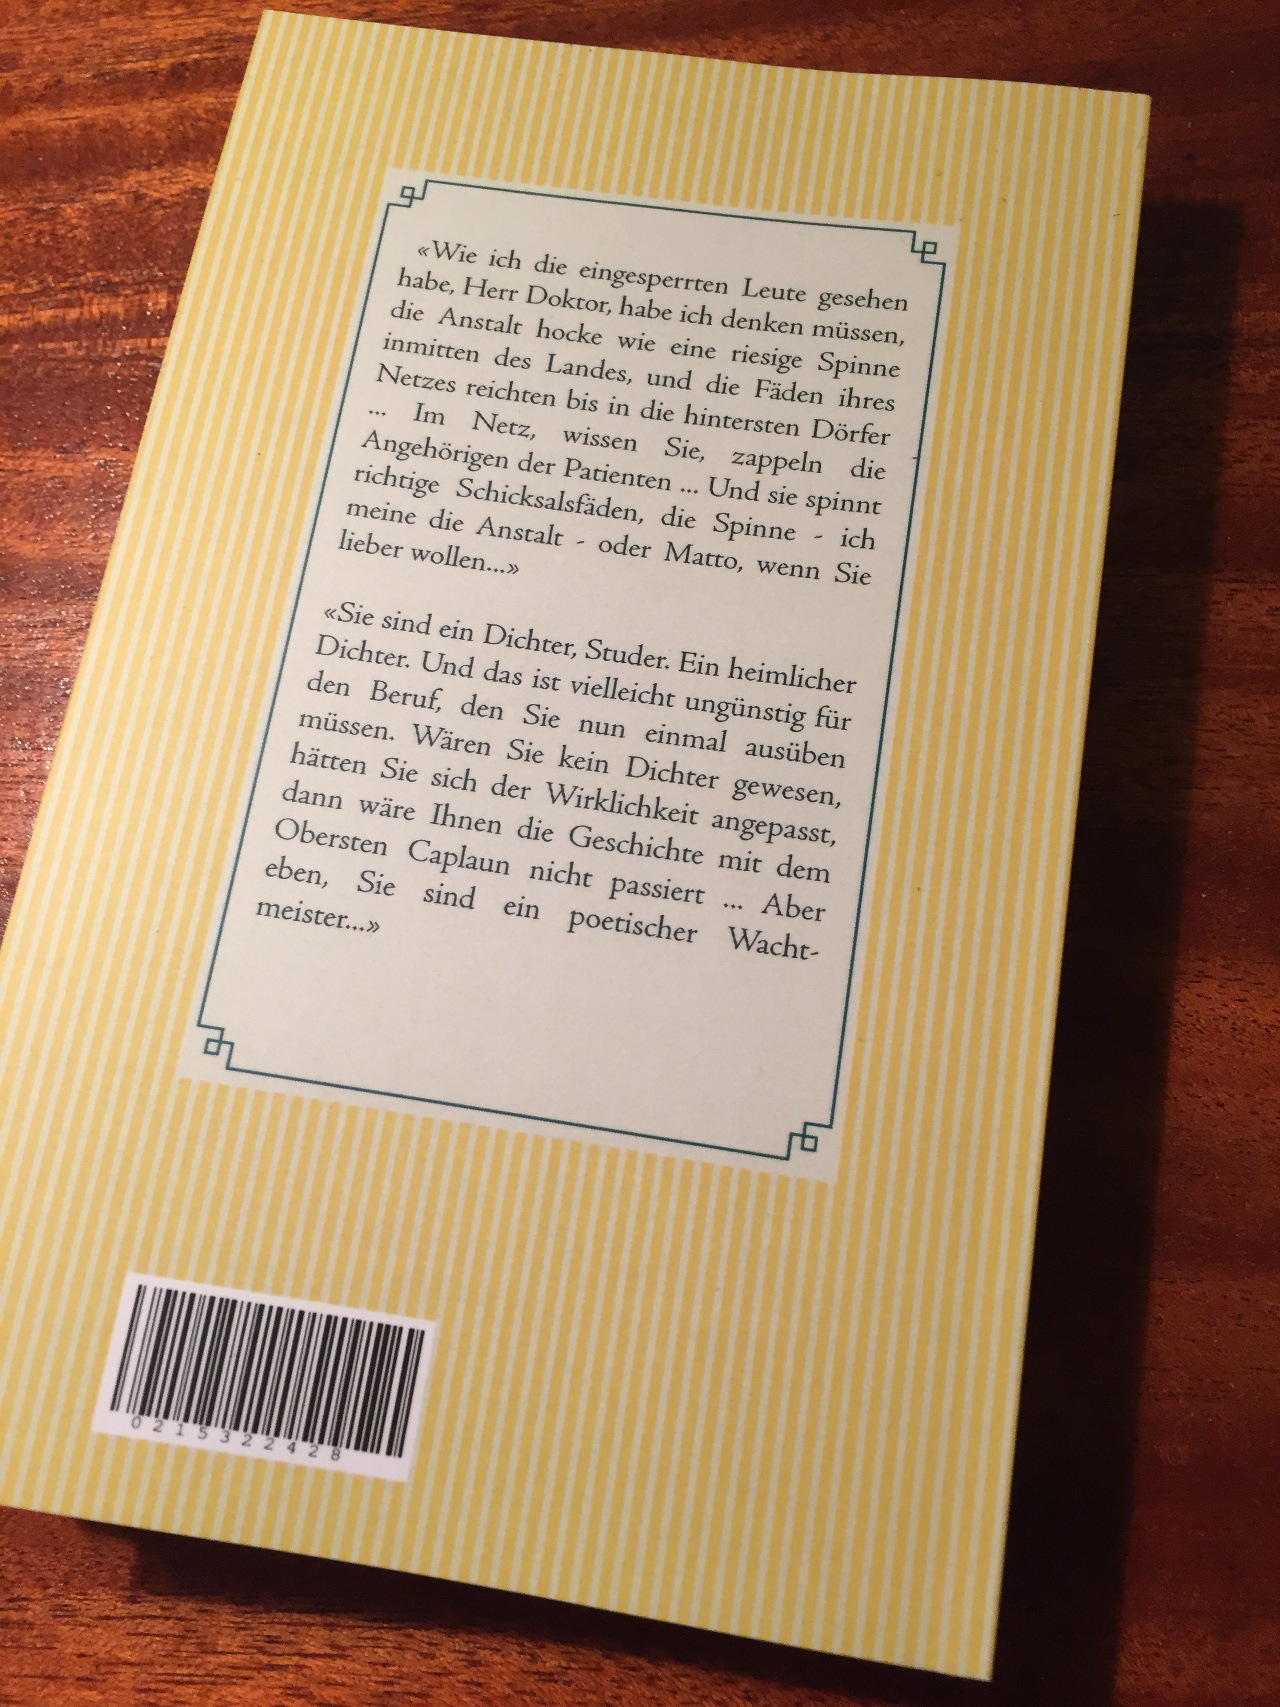 «Wie ich die eingesperrten Leute gesehen
habe, Herr Doktor, habe ich denken müssen,
die Anstalt hocke wie eine riesige Spinne
inmitten des Landes, und die Fäden ihres
Netzes reichten bis in die hintersten Dörfer
... Im Netz, wissen Sie, zappeln die
Angehörigen der Patienten ... Und sie spinnt
richtige Schicksalsfäden, die Spinne - ich
meine die Anstalt - oder Matto, wenn Sie
lieber wollen...»
«Sie sind ein Dichter, Studer. Ein heimlicher
Dichter. Und das ist vielleicht ungünstig für
den Beruf, den Sie nun einmal ausüben
müssen. Wären Sie kein Dichter gewesen,
hätten Sie sich der Wirklichkeit angepasst,
dann wäre Ihnen die Geschichte mit dem
Obersten Caplaun nicht passiert ... Aber
eben, Sie sind ein poetischer Wacht-
meister...»
0215322428